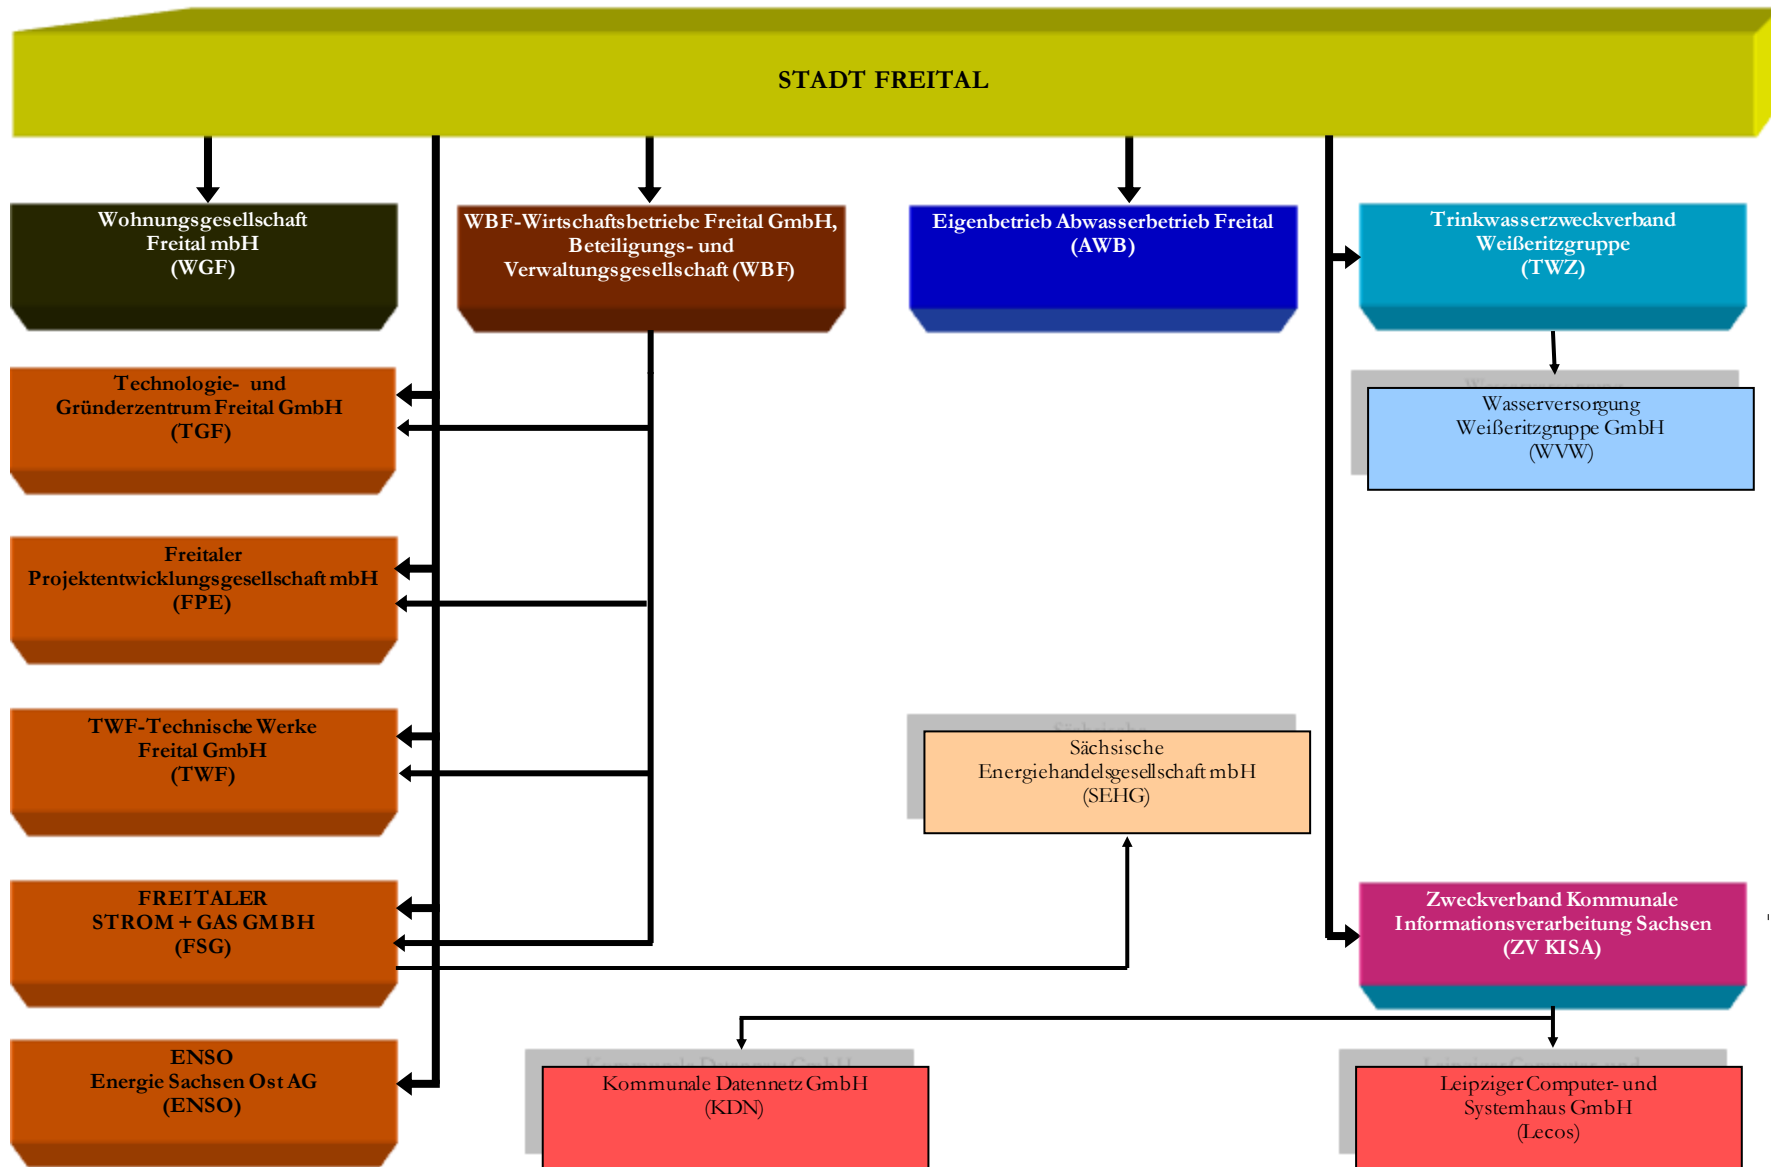 STADT FREITAL
Wohnungsgesellschaft
Freital mbH
(WGF)
WBF-Wirtschaftsbetriebe Freital GmbH,
Beteiligungs- und
Verwaltungsgesellschaft (WBF)
Eigenbetrieb Abwasserbetrieb Freital
(AWB)
Trinkwasserzweckverband
Weißeritzgruppe
(TWZ)
Technologie- und
Gründerzentrum Freital GmbH
(TGF)
Wasserversorgung
Weißeritzgruppe GmbH
(WVW)
Freitaler
Projektentwicklungsgesellschaft mbH
(FPE)
TWF-Technische Werke
Freital GmbH
(TWF)
Sächsische
Energiehandelsgesellschaft mbH
(SEHG)
FREITALER
STROM + GAS GMBH
(FSG)
Zweckverband Kommunale
Informationsverarbeitung Sachsen
(ZV KISA)
ENSO
Energie Sachsen Ost AG
(ENSO)
Kommunale Datennetz GmbH
(KDN)
Leipziger Computer- und
Systemhaus GmbH
(Lecos)